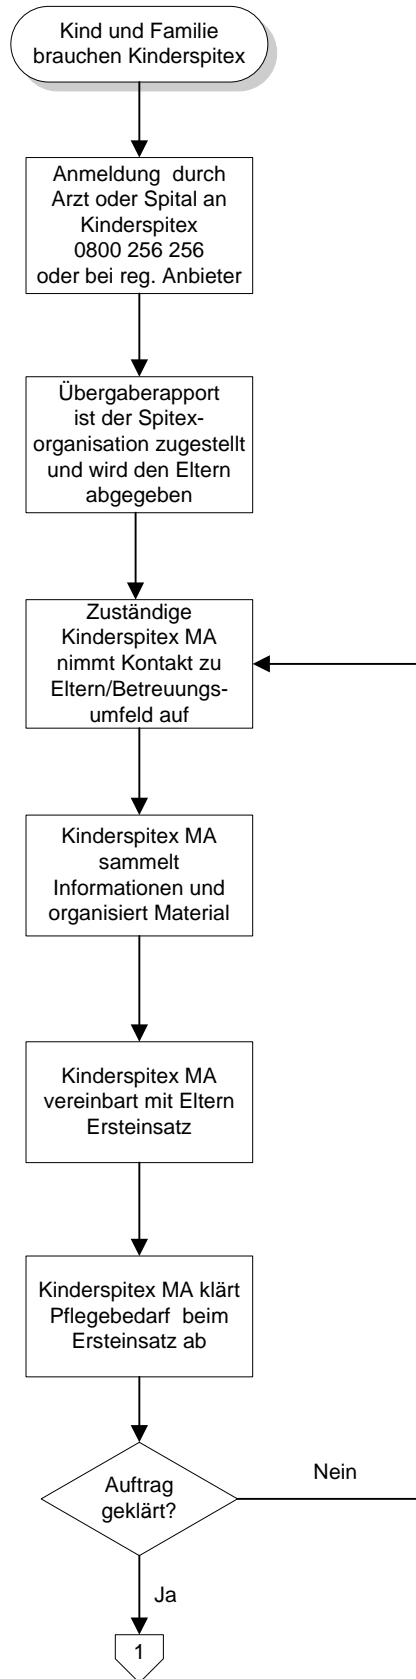 Kind und Familie
brauchen Kinderspitex
Anmeldung durch
Arzt oder Spital an
Kinderspitex
0800 256 256
oder bei reg. Anbieter
Übergaberapport
ist der Spitex-
organisation zugestellt
und wird den Eltern
abgegeben
Zuständige
Kinderspitex MA
nimmt Kontakt zu
Eltern/Betreuungs-
umfeld auf
Kinderspitex MA
sammelt
Informationen und
organisiert Material
Kinderspitex MA
vereinbart mit Eltern
Ersteinsatz
Kinderspitex MA klärt
Pflegebedarf beim
Ersteinsatz ab
Auftrag
geklärt?
Nein
Ja
1